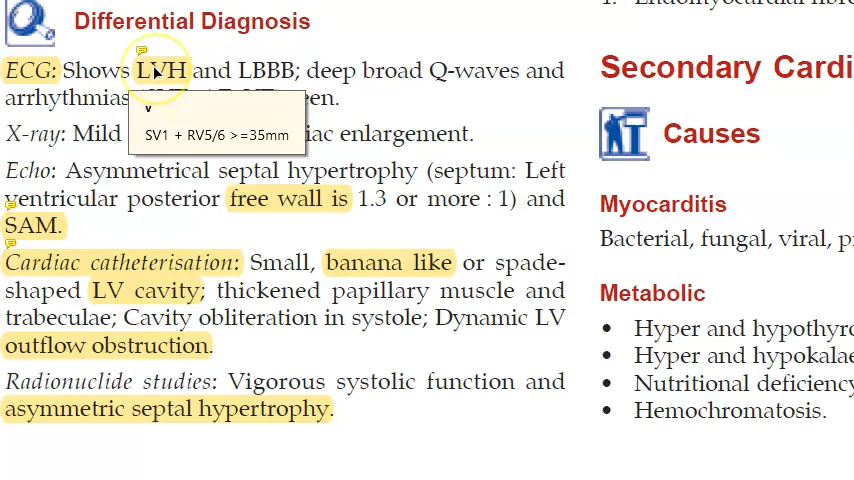 Differential Diagnosis
ECG: Shows LVH and LBBB; deep broad Q-waves and
arrhythmias een.
v
SV1 + RV5/6 >=35mm
X-ray: Mild iac enlargement.
Echo: Asymmetrical septal hypertrophy (septum: Left
ventricular posterior free wall is 1.3 or more : 1) and
SAM.
Cardiac catheterisation: Small, banana like or spade-
shaped LV cavity; thickened papillary muscle and
trabeculae; Cavity obliteration in systole; Dynamic LV
outflow obstruction.
Radionuclide studies: Vigorous systolic function and
asymmetric septal hypertrophy.
Secondary Cardi
Causes
Myocarditis
Bacterial, fungal, viral, p
Metabolic
• Hyper and hypothyro
• Hyper and hypokalae
• Nutritional deficiency
• Hemochromatosis.